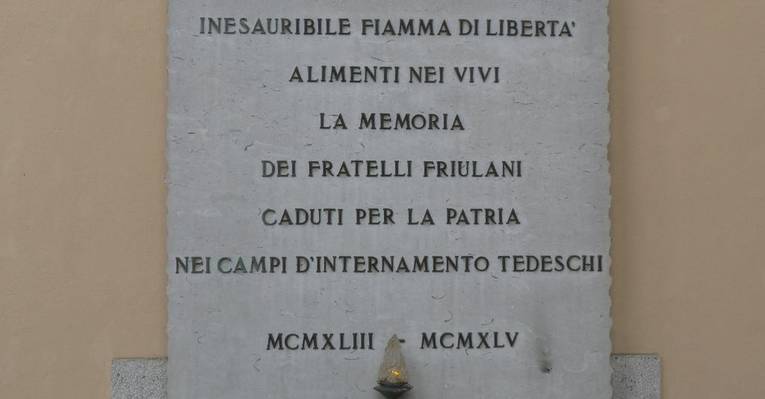 INESAURIBILE FIAMMA DI LIBERTA'
ALIMENTI NEI VIVI
LA MEMORIA
DEI FRATELLI FRIULANI
CADUTI PER LA PATRIA
NEI CAMPI D'INTERNAMENTO TEDESCHI
MCMXLIII - MCMXLV